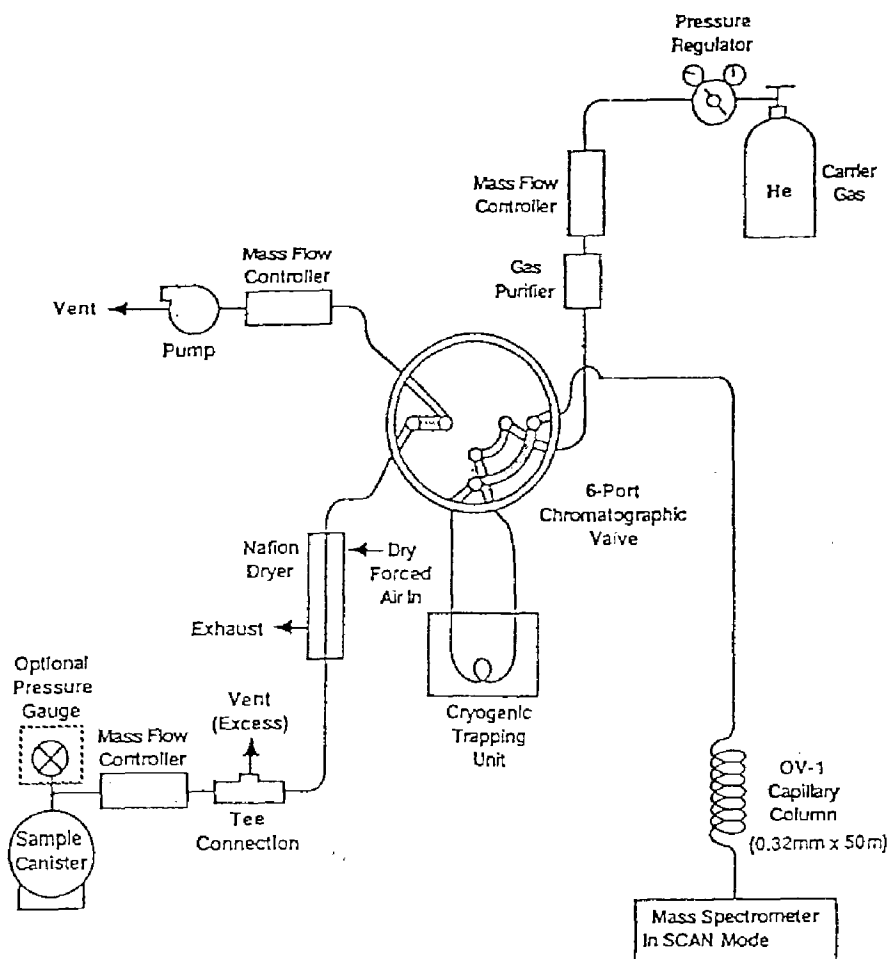 Pressure
Regulator
Mass Flow
Controller
He
Carrier
Gas
Gas
Purifier
Mass Flow
Controller
Vent
Pump
6-Port
Chromatographic
Valve
Nafion
Dryer
Dry
Forced
Air In
Exhaust
Optional
Pressure
Gauge
Vent
(Excess)
Mass Flow
Controller
Cryogenic
Trapping
Unit
Tee
Connection
Sample
Canister
OV-1
Capillary
Column
(0.32mm x 50m)
Mass Spectrometer
In SCAN Mode